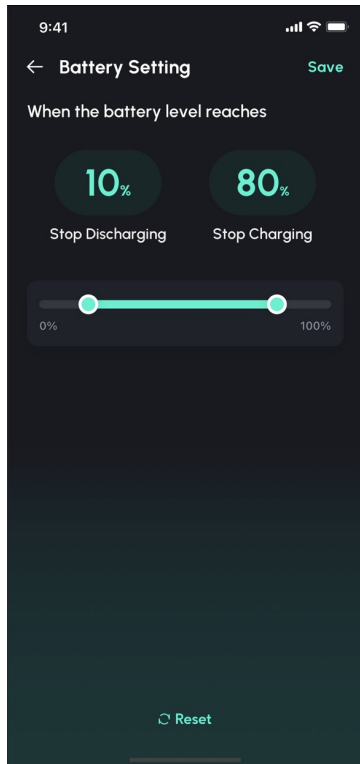 9:41
Battery Setting
Save
When the battery level reaches
10%
80%
Stop Discharging
Stop Charging
0%
100%
Reset